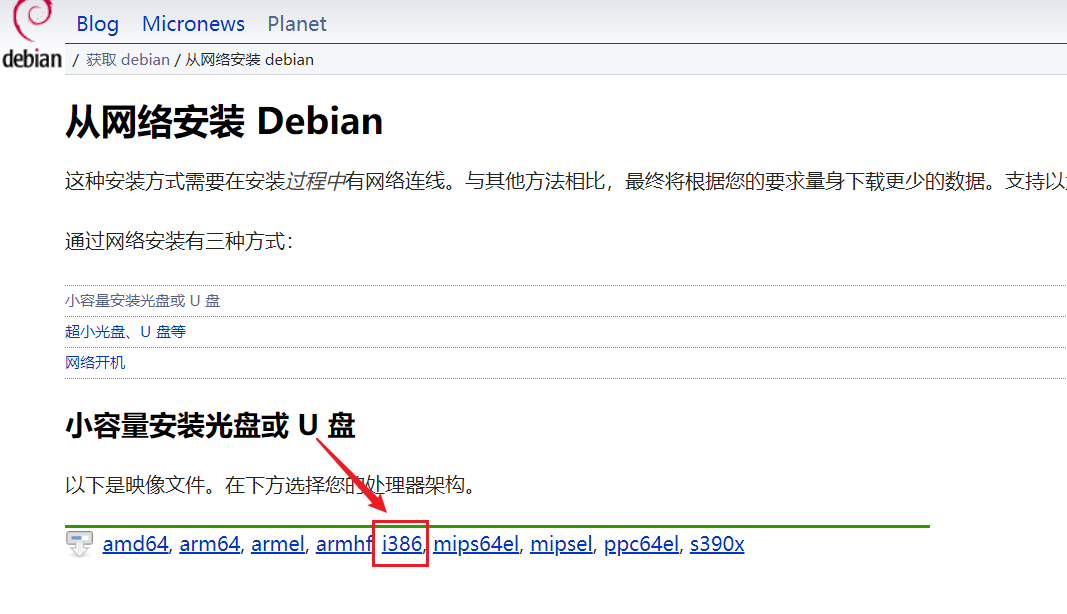 Blog Micronews Planet
debian / 获取 debian / 从网络安装 debian
从网络安装 Debian
这种安装方式需要在安装过程中有网络连线。与其他方法相比，最终将根据您的要求量身下载更少的数据。支持以
通过网络安装有三种方式：
小容量安装光盘或 U 盘
超小光盘、U 盘等
网络开机
小容量安装光盘或 U 盘
以下是映像文件。在下方选择您的处理器架构。
amd64, arm64, armel, armhf, i386, mips64el, mipsel, ppc64el, s390x